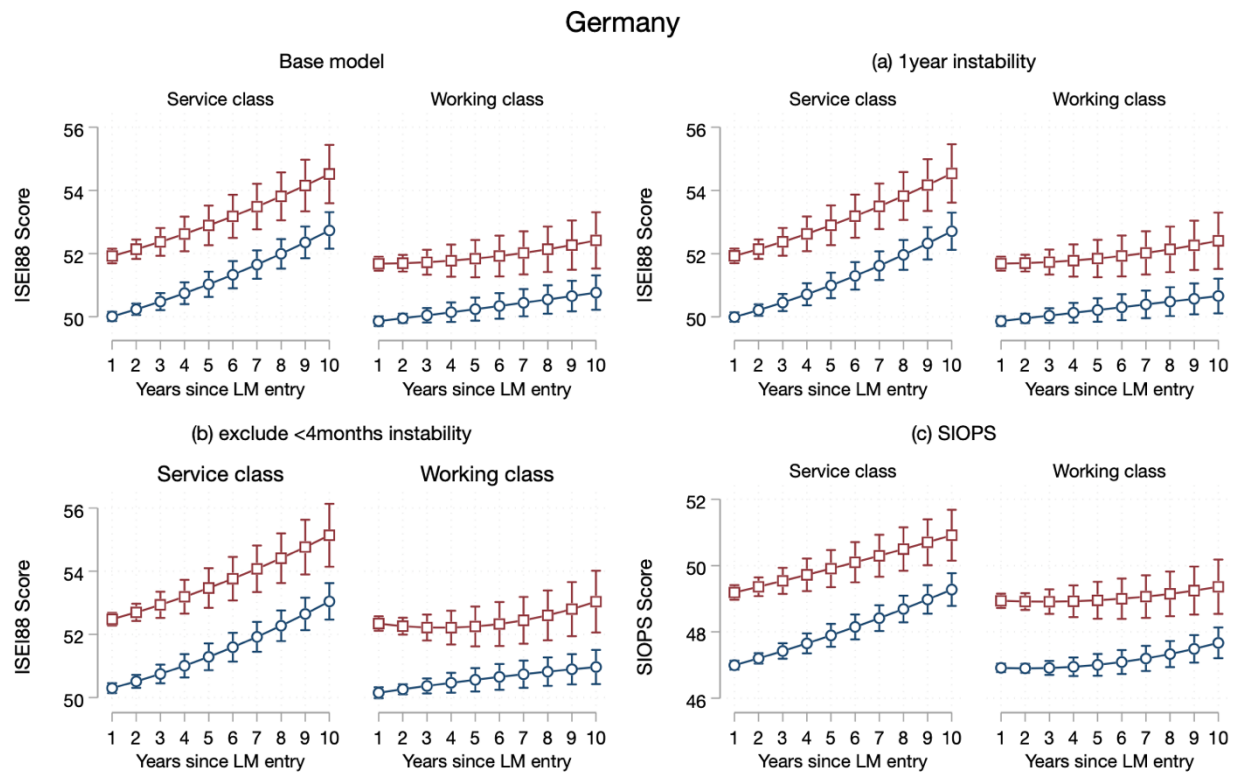 Germany
Base model
Service class
Working class
ISEI88 Score
56
54
52
50
1 2 3 4 5 6 7 8 9 10
1 2 3 4 5 6 7 8 9 10
Years since LM entry
Years since LM entry
(a) 1year instability
Service class
Working class
ISEI88 Score
56
54
52
50
1 2 3 4 5 6 7 8 9 10
1 2 3 4 5 6 7 8 9 10
Years since LM entry
Years since LM entry
(b) exclude <4months instability
Service class
Working class
ISEI88 Score
56
54
52
50
1 2 3 4 5 6 7 8 9 10
1 2 3 4 5 6 7 8 9 10
Years since LM entry
Years since LM entry
(c) SIOPS
Service class
Working class
SIOPS Score
52
50
48
46
1 2 3 4 5 6 7 8 9 10
1 2 3 4 5 6 7 8 9 10
Years since LM entry
Years since LM entry